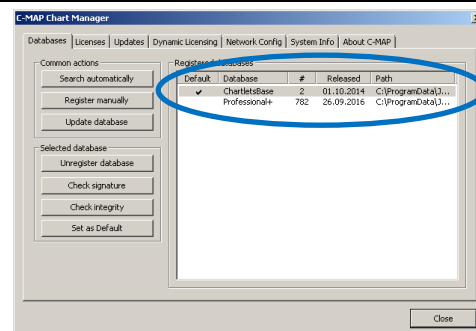 C-MAP Chart Manager
Databases Licenses Updates Dynamic Licensing Network Config System Info About C-MAP
Common actions
Search automatically
Register manually
Update database
Selected database
Unregister database
Check signature
Check integrity
Set as Default
Registered databases
Default Database # Released Path
ChartletsBase 2 01.10.2014 C:\ProgramData\J...
Professional+ 782 26.09.2016 C:\ProgramData\J...
Close